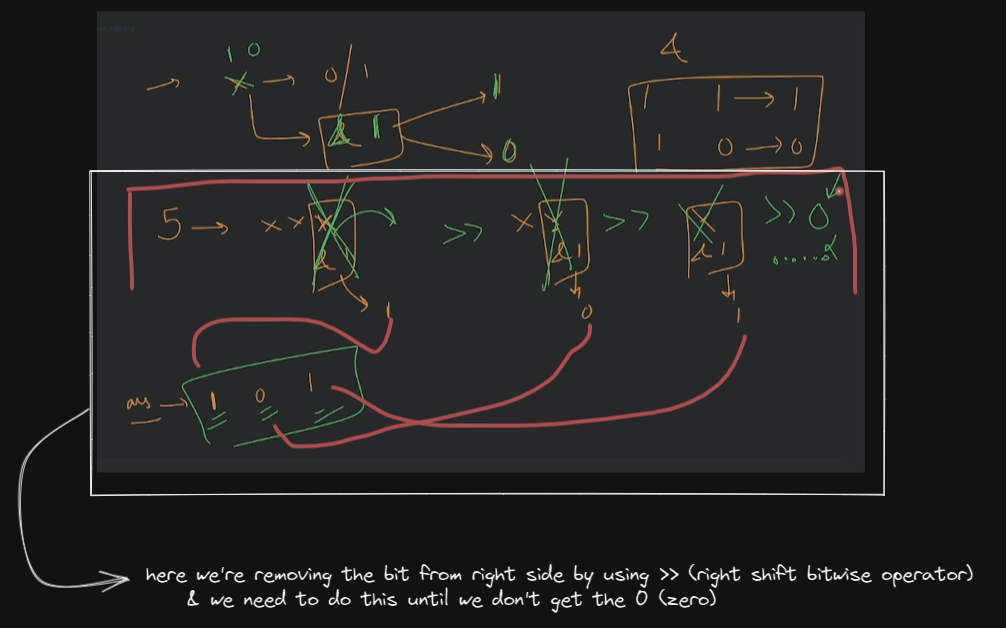 1 0
x → 0/1
& 1
1
0
&
1 1 → 1
1 0 → 0
5 → x x x >> x x >> x >> 0
& 1 & 1 & 1
1 0 1
ans → 1 0 1
here we're removing the bit from right side by using >> (right shift bitwise operator)
& we need to do this until we don't get the 0 (zero)